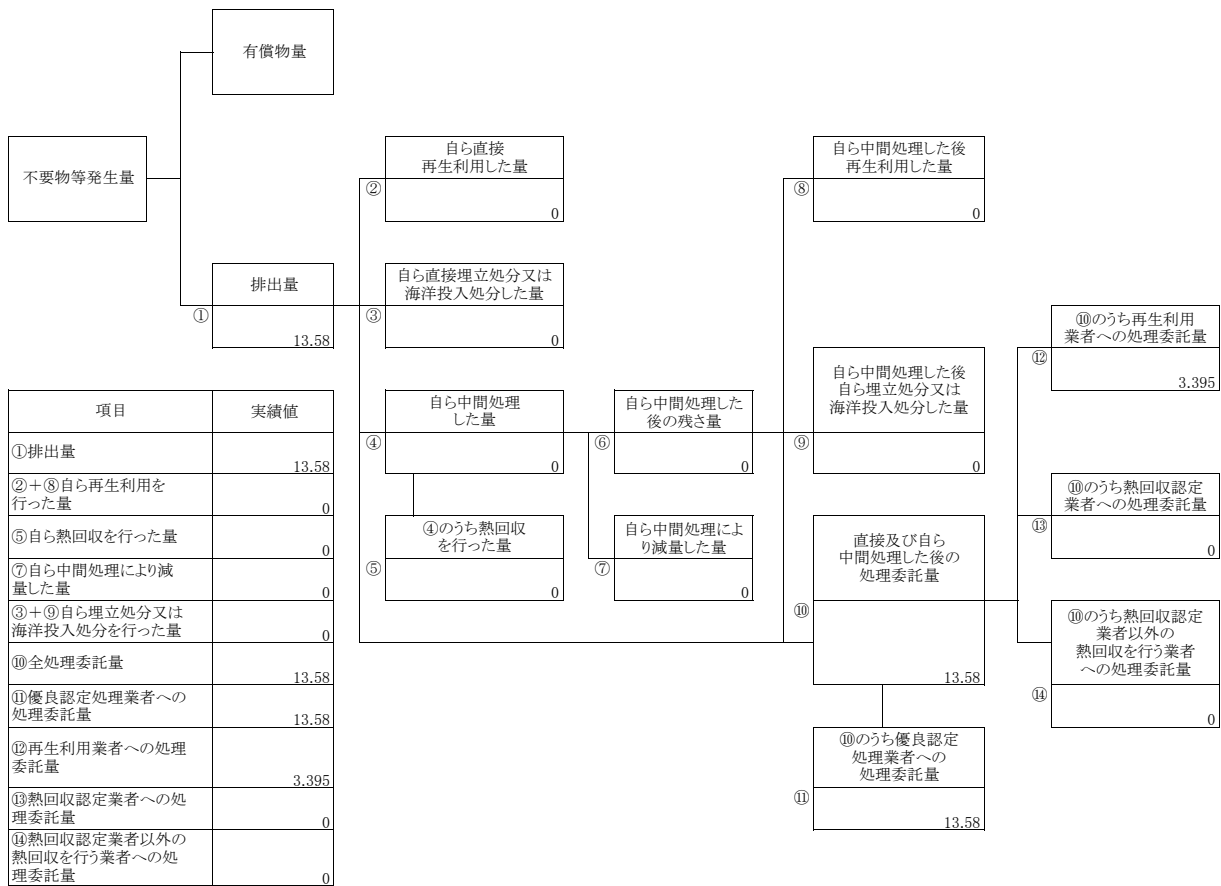 有償物量
不要物等発生量
自ら直接
再生利用した量
②
0
自ら中間処理した後
再生利用した量
⑧
0
排出量
①
13.58
自ら直接埋立処分又は
海洋投入処分した量
③
0
⑩のうち再生利用
業者への処理委託量
⑫
3.395
自ら中間処理
した量
④
0
自ら中間処理した
後の残さ量
⑥
0
自ら中間処理した後
自ら埋立処分又は
海洋投入処分した量
⑨
0
⑩のうち熱回収認定
業者への処理委託量
⑬
0
④のうち熱回収
を行った量
⑤
0
自ら中間処理によ
り減量した量
⑦
0
直接及び自ら
中間処理した後の
処理委託量
⑩
13.58
⑩のうち熱回収認定
業者以外の
熱回収を行う業者
への処理委託量
⑭
0
⑩のうち優良認定
処理業者への
処理委託量
⑪
13.58
項目 実績値
①排出量
13.58
②＋⑧自ら再生利用を
行った量
0
⑤自ら熱回収を行った量
0
⑦自ら中間処理により減
量した量
0
③＋⑨自ら埋立処分又は
海洋投入処分を行った量
0
⑩全処理委託量
13.58
⑪優良認定処理業者への
処理委託量
13.58
⑫再生利用業者への処理
委託量
3.395
⑬熱回収認定業者への処
理委託量
0
⑭熱回収認定業者以外の
熱回収を行う業者への処
理委託量
0